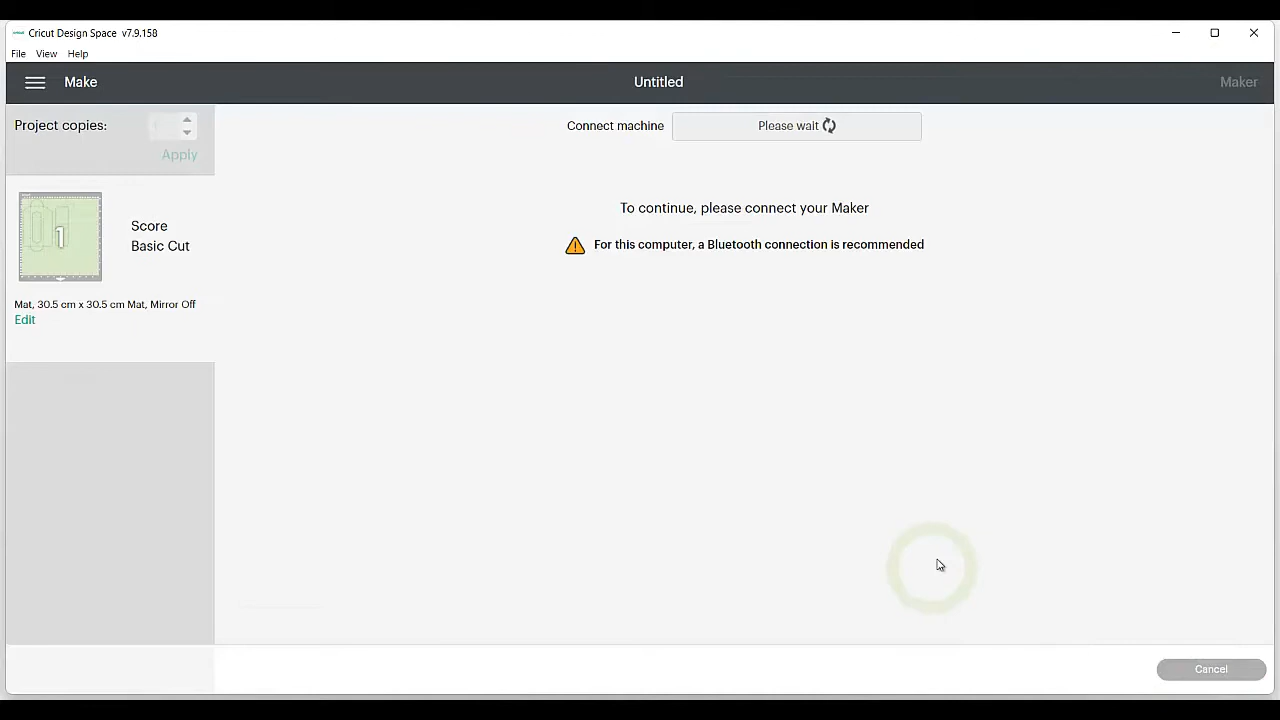 Cricut Design Space v7.9.158
File View Help
Make
Untitled
Maker
Project copies:
Apply
Connect machine
Please wait
To continue, please connect your Maker
For this computer, a Bluetooth connection is recommended
1
Score
Basic Cut
Mat, 30.5 cm x 30.5 cm Mat, Mirror Off
Edit
Cancel